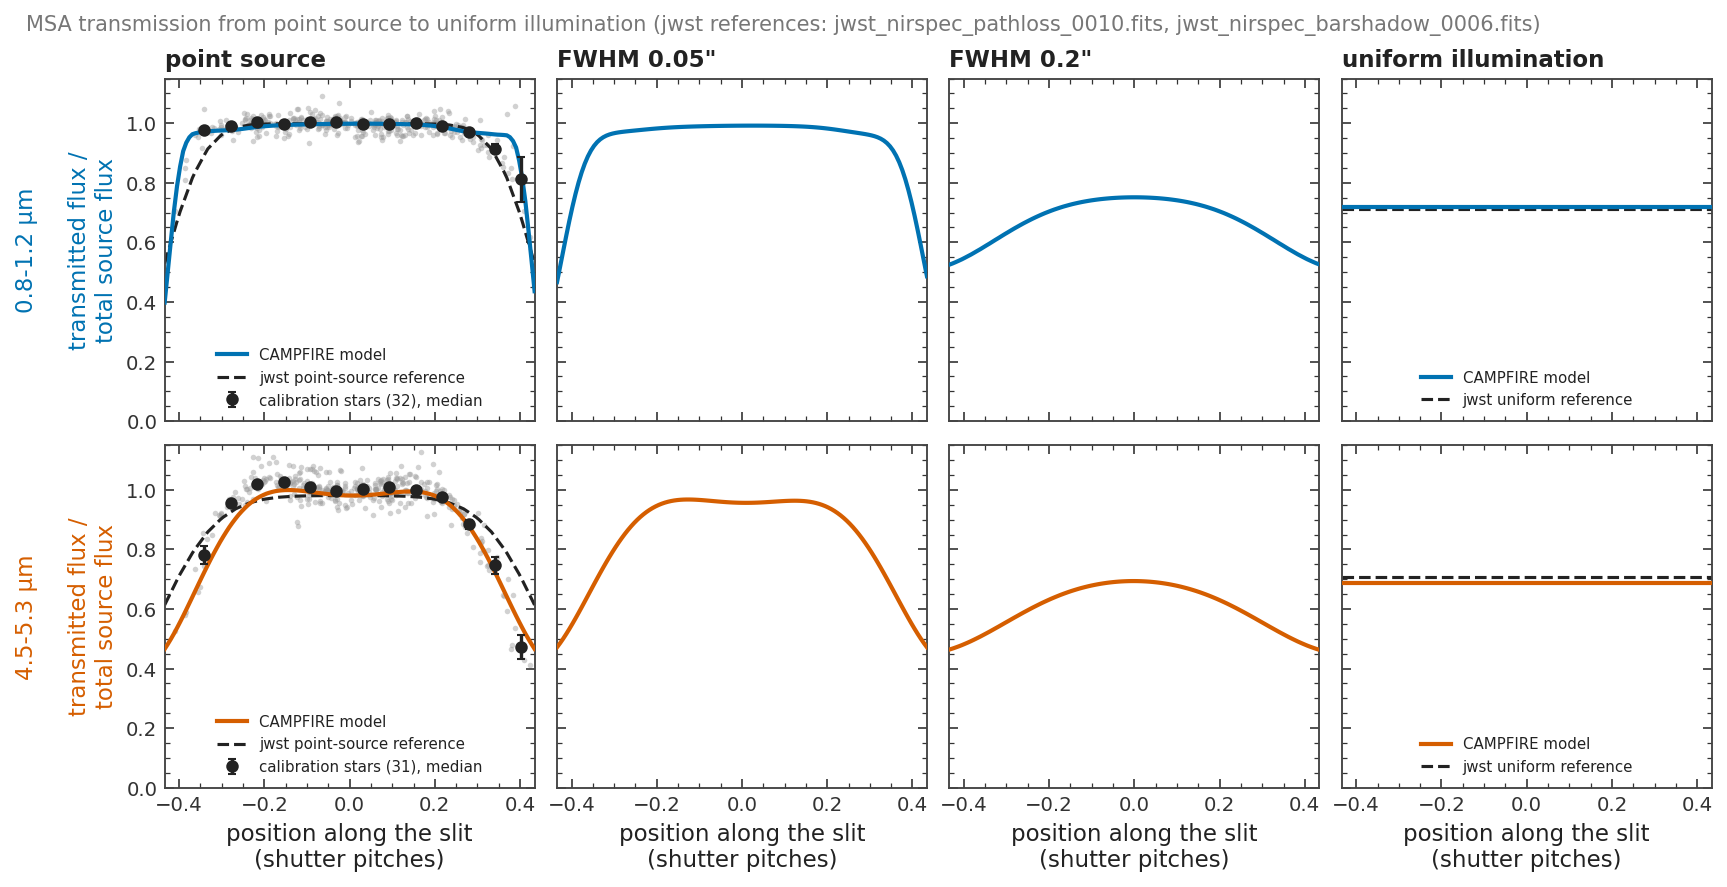 MSA transmission from point source to uniform illumination (jwst references: jwst_nirspec_pathloss_0010.fits, jwst_nirspec_barshadow_0006.fits)
point source
FWHM 0.05"
FWHM 0.2"
uniform illumination
0.8-1.2 µm
transmitted flux /
total source flux
1.0
0.8
0.6
0.4
0.2
0.0
CAMPFIRE model
jwst point-source reference
calibration stars (32), median
CAMPFIRE model
jwst uniform reference
4.5-5.3 µm
transmitted flux /
total source flux
1.0
0.8
0.6
0.4
0.2
0.0
CAMPFIRE model
jwst point-source reference
calibration stars (31), median
CAMPFIRE model
jwst uniform reference
−0.4 −0.2 0.0 0.2 0.4
−0.4 −0.2 0.0 0.2 0.4
−0.4 −0.2 0.0 0.2 0.4
−0.4 −0.2 0.0 0.2 0.4
position along the slit
(shutter pitches)
position along the slit
(shutter pitches)
position along the slit
(shutter pitches)
position along the slit
(shutter pitches)